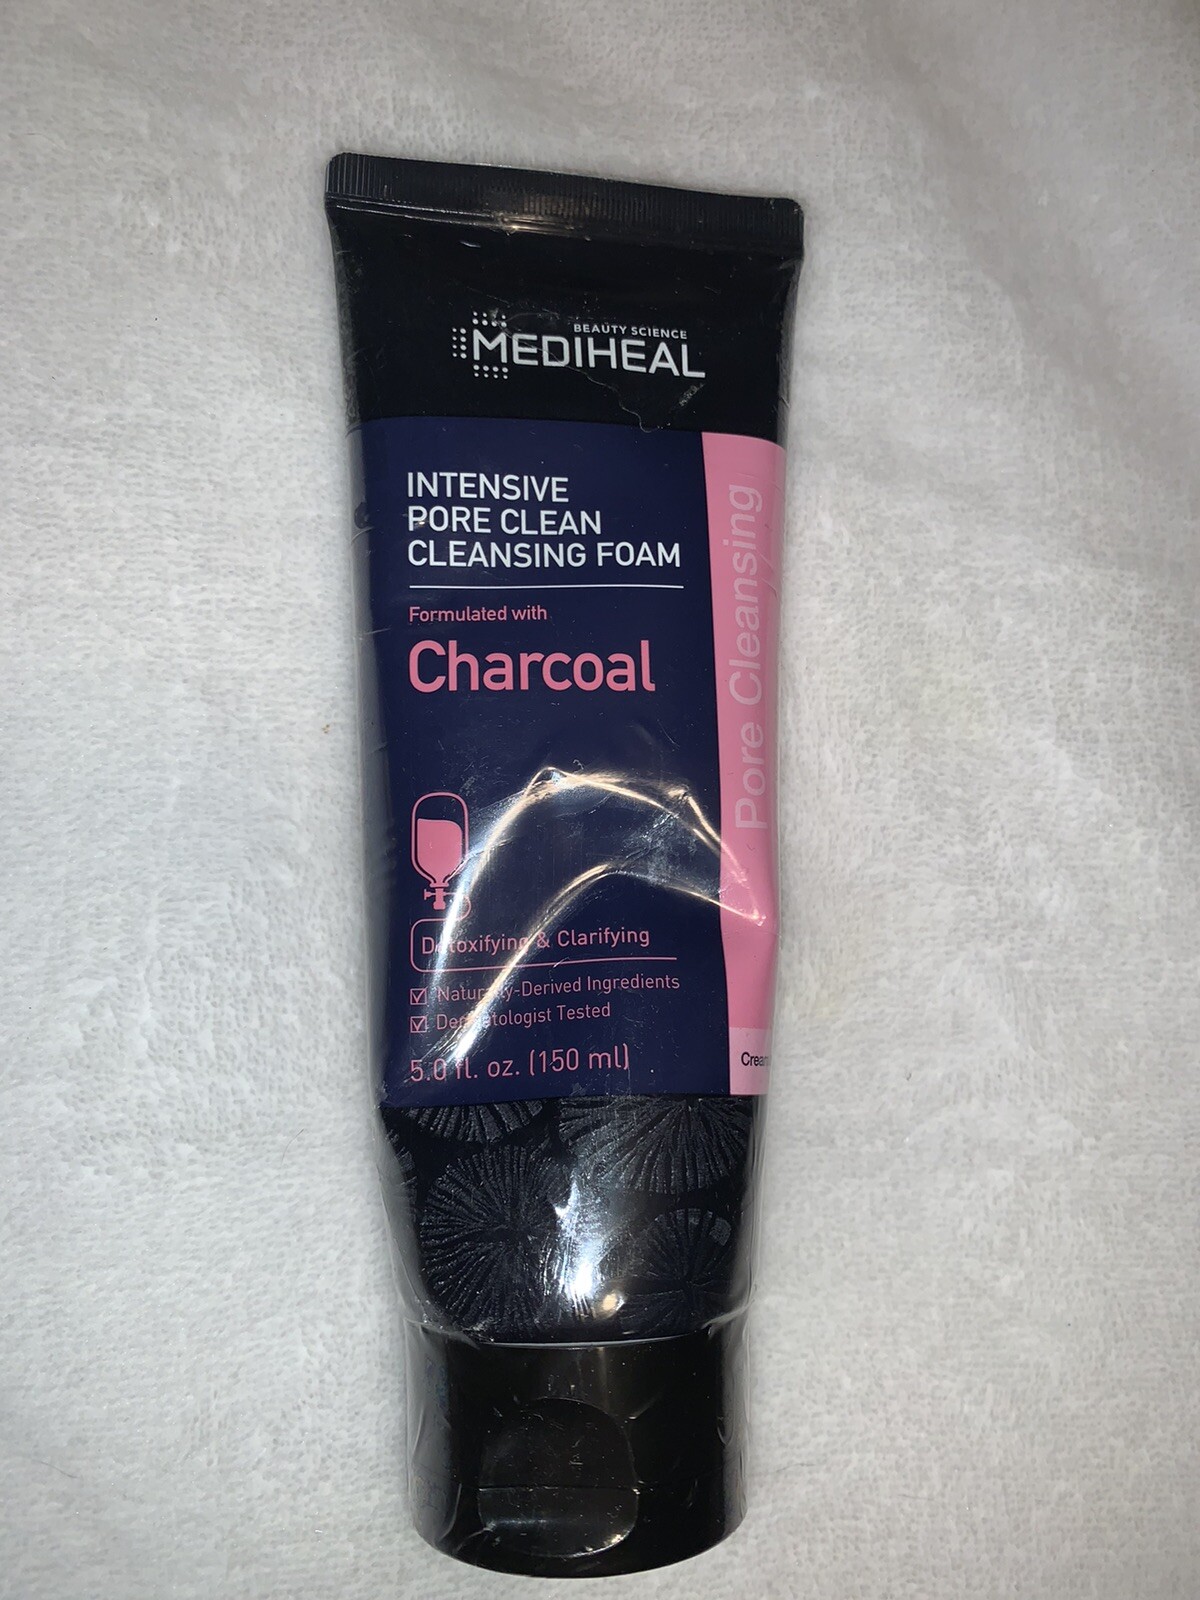 BEAUTY SCIENCE
MEDIHEAL
INTENSIVE
PORE CLEAN
CLEANSING FOAM
Formulated with
Charcoal
Detoxifying & Clarifying
Naturally-Derived Ingredients
Dermatologist Tested
5.0 fl. oz. (150 ml)
Pore Cleansing